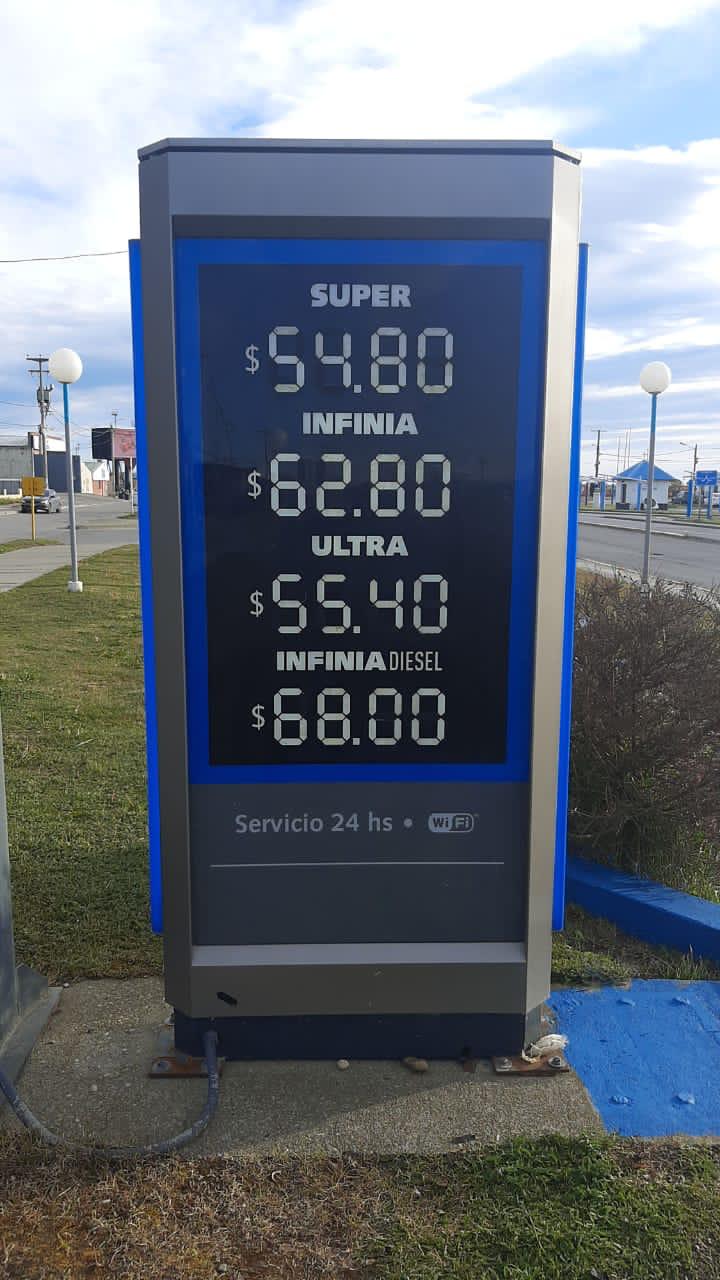 SUPER
$54.80
INFINIA
$62.80
ULTRA
$55.40
INFINIA DIESEL
$68.00
Servicio 24 hs • WiFi